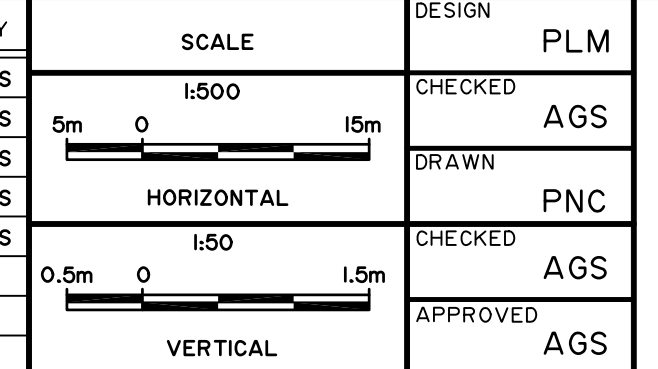 Y
S
S
S
S
S
SCALE
1:500
5m 0 15m
HORIZONTAL
1:50
0.5m 0 1.5m
VERTICAL
DESIGN
PLM
CHECKED
AGS
DRAWN
PNC
CHECKED
AGS
APPROVED
AGS